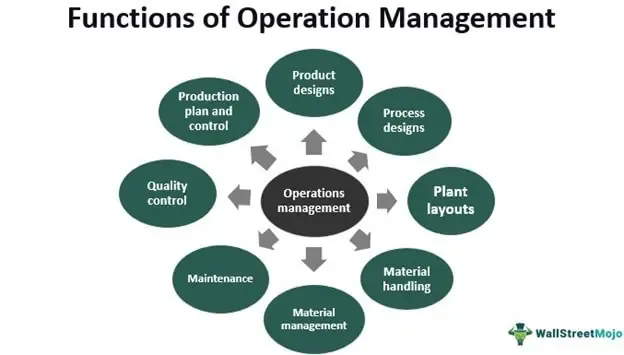 Functions of Operation Management
Product
designs
Process
designs
Plant
layouts
Material
handling
Material
management
Maintenance
Quality
control
Production
plan and
control
Operations
management
WallStreetMojo